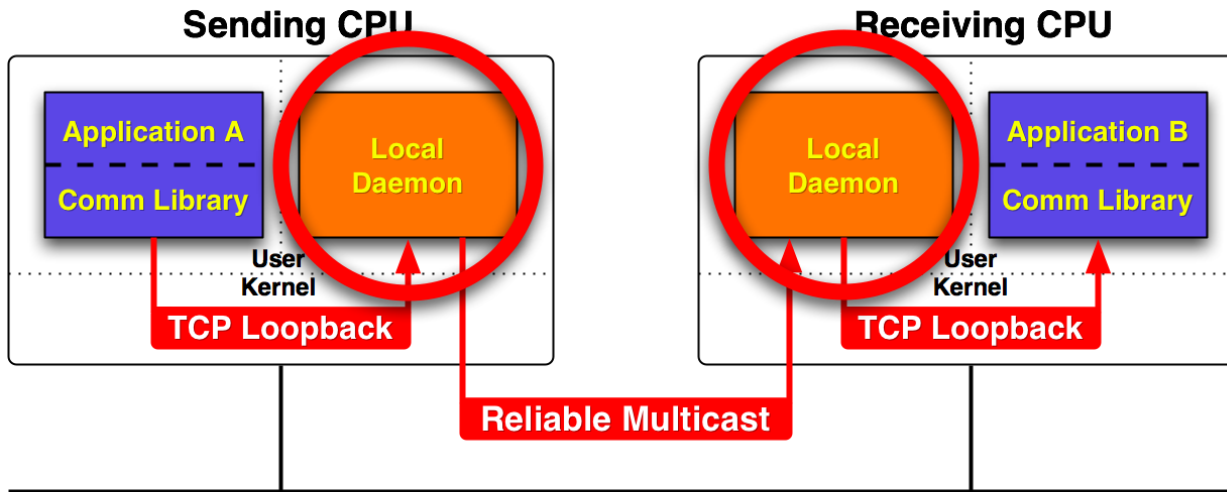 Sending CPU
Receiving CPU
Application A
Comm Library
Local
Daemon
User
Kernel
TCP Loopback
Local
Daemon
Application B
Comm Library
User
Kernel
TCP Loopback
Reliable Multicast